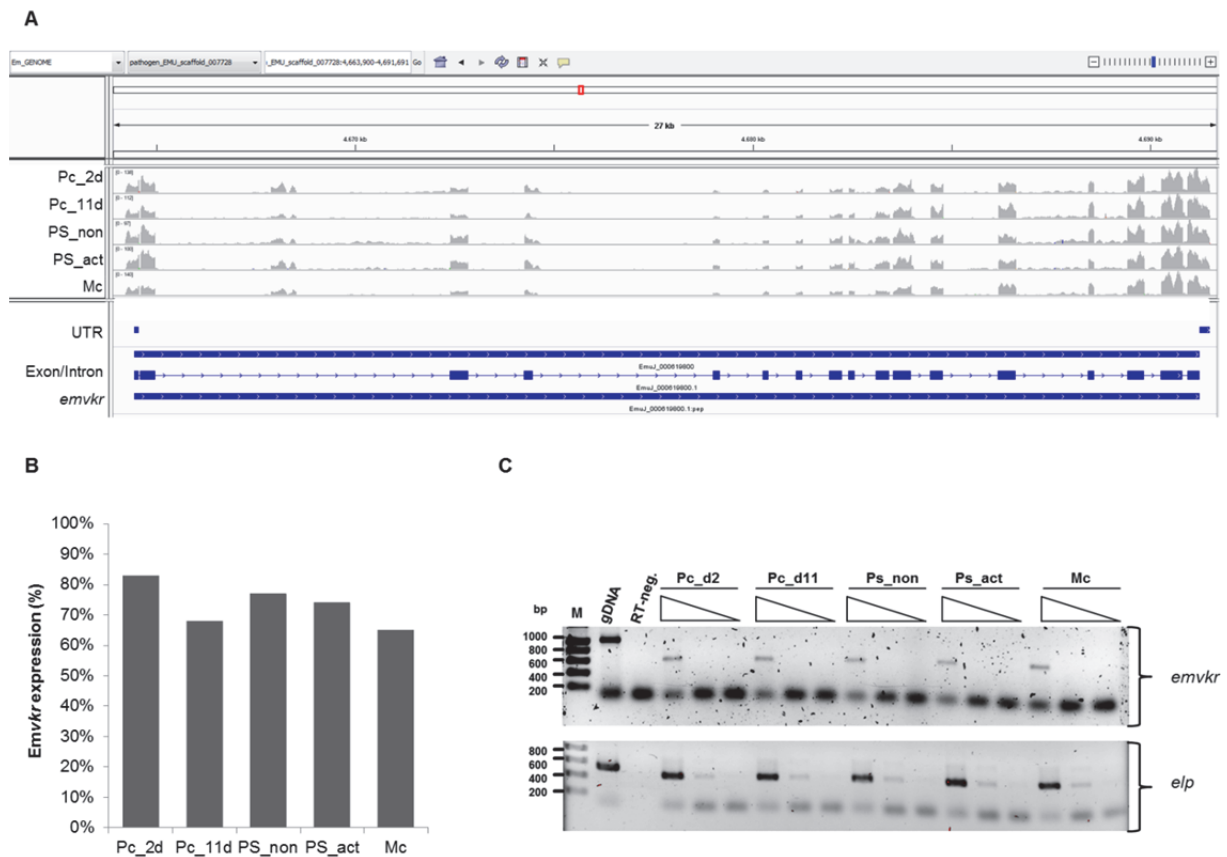 A
Em_GENOME pathogen_EMU_scaffold_007728 :_EMU_scaffold_007728:4,663,900-4,691,691 Go
27 kb
4.670 kb 4.680 kb 4.690 kb
Pc_2d
Pc_11d
PS_non
PS_act
Mc
UTR
Exon/Intron
EmuJ_000619800
EmuJ_000619800.1
emvkr
EmuJ_000619800.1:pep
B
Emvkr expression (%)
100%
90%
80%
70%
60%
50%
40%
30%
20%
10%
0%
Pc_2d Pc_11d PS_non PS_act Mc
C
bp M gDNA RT-neg. Pc_d2 Pc_d11 Ps_non Ps_act Mc
1000
800
600
400
200
emvkr
800
600
400
200
elp